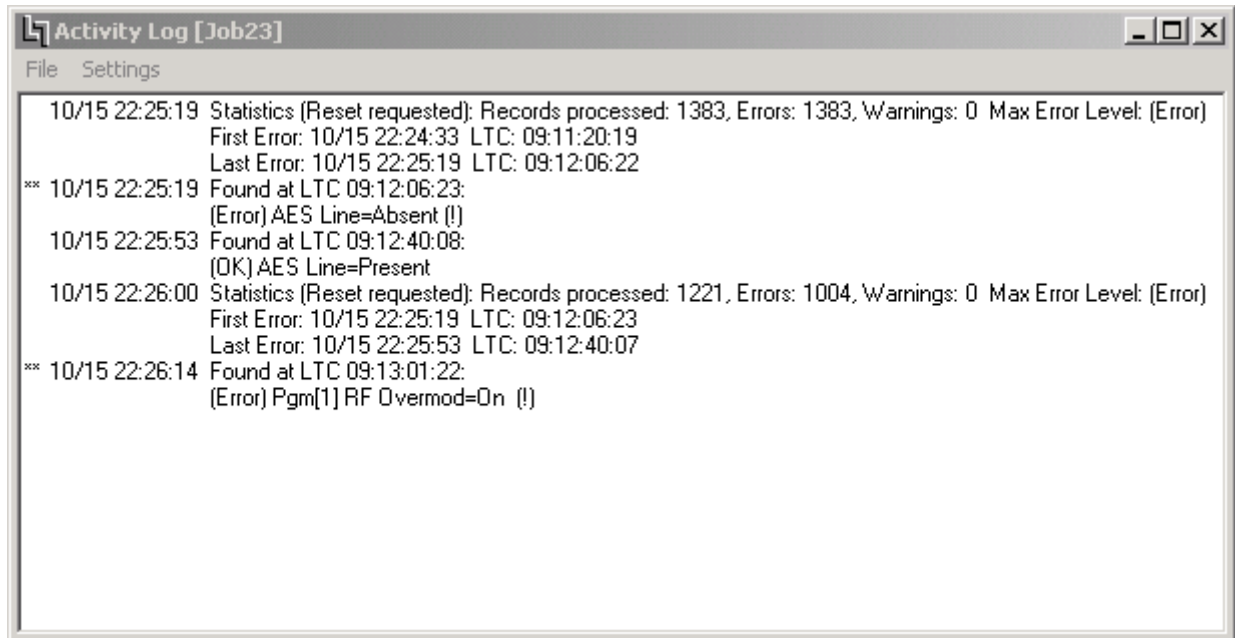 Activity Log [Job23]
File Settings
10/15 22:25:19 Statistics (Reset requested): Records processed: 1383, Errors: 1383, Warnings: 0 Max Error Level: (Error)
First Error: 10/15 22:24:33 LTC: 09:11:20:19
Last Error: 10/15 22:25:19 LTC: 09:12:06:22
** 10/15 22:25:19 Found at LTC 09:12:06:23:
(Error) AES Line=Absent (!)
10/15 22:25:53 Found at LTC 09:12:40:08:
(OK) AES Line=Present
10/15 22:26:00 Statistics (Reset requested): Records processed: 1221, Errors: 1004, Warnings: 0 Max Error Level: (Error)
First Error: 10/15 22:25:19 LTC: 09:12:06:23
Last Error: 10/15 22:25:53 LTC: 09:12:40:07
** 10/15 22:26:14 Found at LTC 09:13:01:22:
(Error) Pgm[1] RF Overmod=On (!)